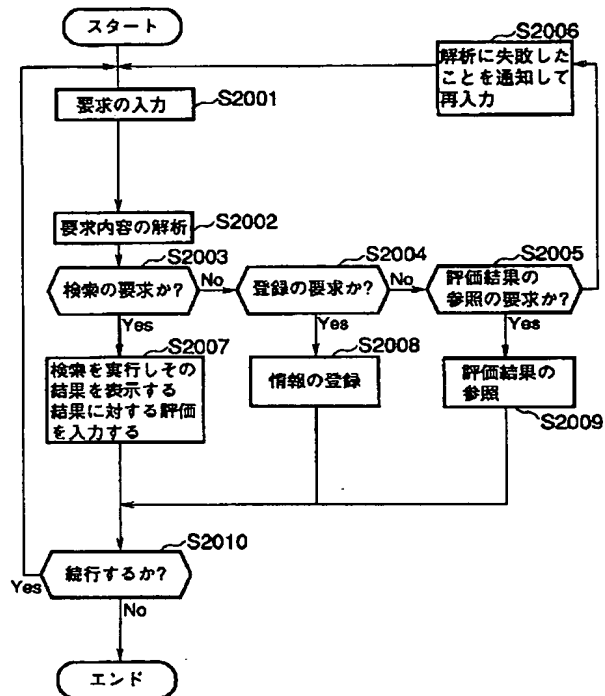 スタート
S2006
解析に失敗した
ことを通知して
再入力
要求の入力
S2001
要求内容の解析
S2002
S2003
検索の要求か?
No
Yes
S2004
登録の要求か?
No
Yes
S2005
評価結果の
参照の要求か?
Yes
S2007
検索を実行しその
結果を表示する
結果に対する評価
を入力する
S2008
情報の登録
評価結果の
参照
S2009
S2010
続行するか?
Yes
No
エンド